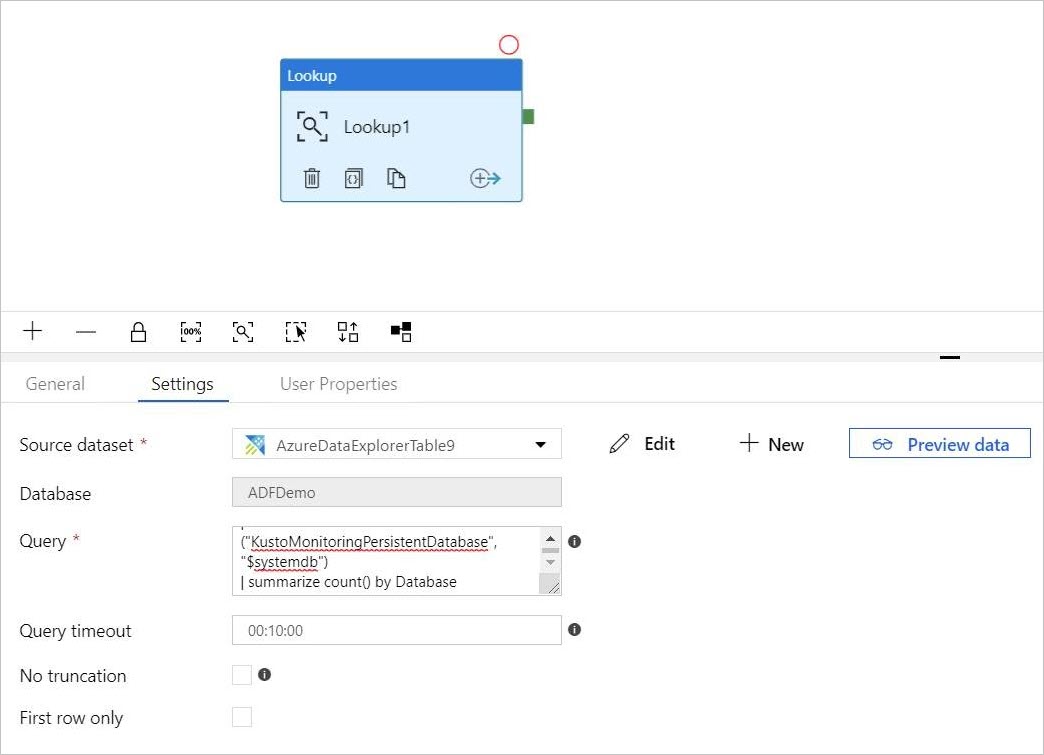 Lookup
Lookup1
100%
General Settings User Properties
Source dataset * AzureDataExplorerTable9 Edit New Preview data
Database ADFDemo
Query * ("KustoMonitoringPersistentDatabase",
"$systemdb")
| summarize count() by Database
Query timeout 00:10:00
No truncation
First row only